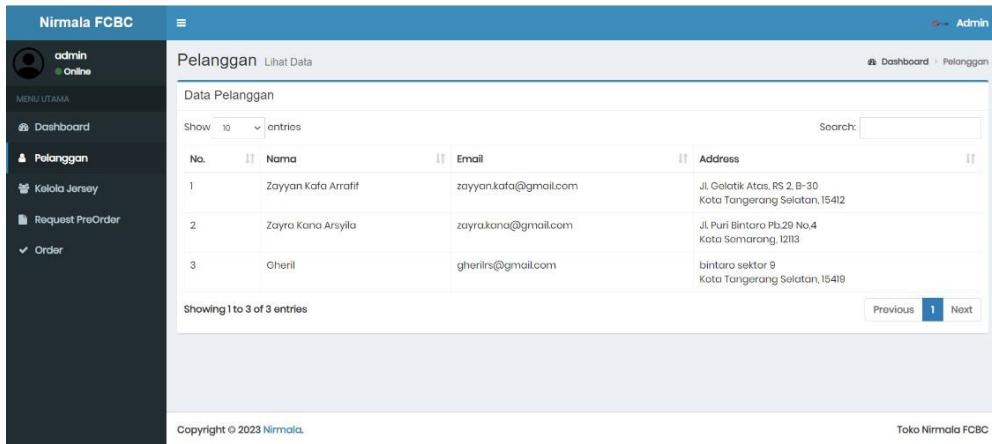 Nirmala FCBC
Admin
admin
Online
MENU UTAMA
Dashboard
Pelanggan
Kelola Jersey
Request PreOrder
Order
Pelanggan Lihat Data
Dashboard > Pelanggan
Data Pelanggan
Show 10 entries
Search:
No. Nama Email Address
1 Zayyan Kafa Arrafif zayyan.kafa@gmail.com Jl. Gelatik Atas, RS 2, B-30
Kota Tangerang Selatan, 15412
2 Zayra Kana Arsyila zayra.kana@gmail.com Jl. Puri Bintaro Pb.29 No,4
Kota Semarang, 12113
3 Gheril gherilrs@gmail.com bintaro sektor 9
Kota Tangerang Selatan, 15419
Showing 1 to 3 of 3 entries
Previous 1 Next
Copyright © 2023 Nirmala.
Toko Nirmala FCBC